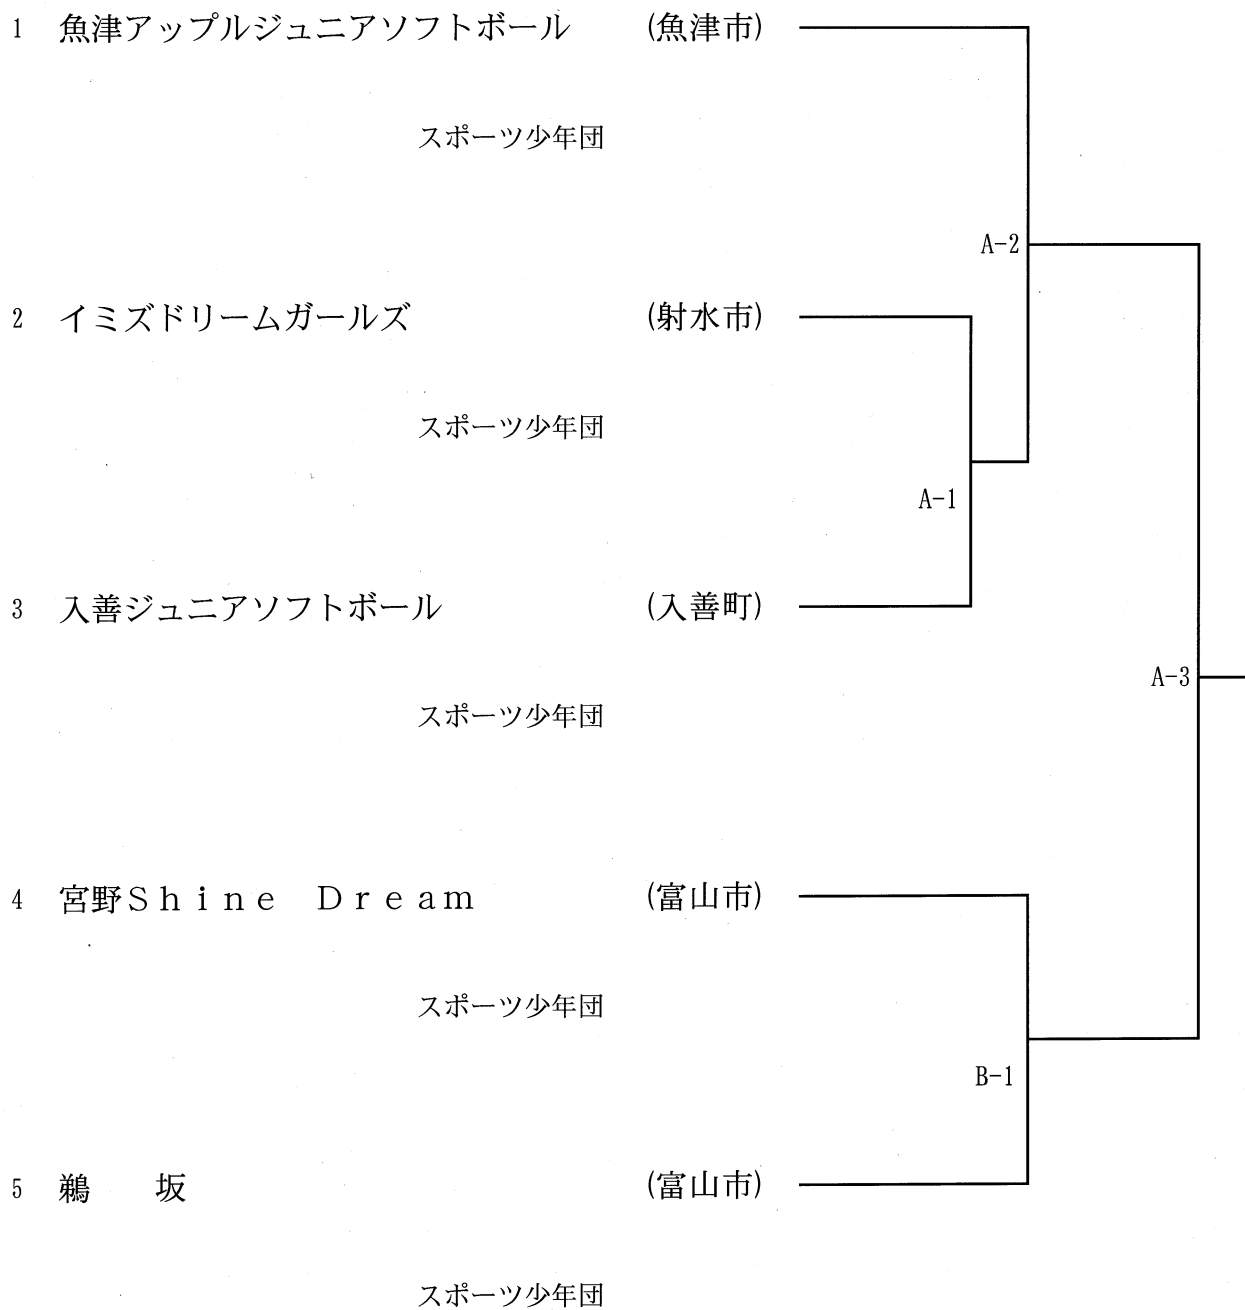 1 魚津アップルジュニアソフトボール (魚津市)
スポーツ少年団
A-2
2 イミズドリームガールズ (射水市)
スポーツ少年団
A-1
3 入善ジュニアソフトボール (入善町)
A-3
スポーツ少年団
4 宮野Ｓｈｉｎｅ　Ｄｒｅａｍ (富山市)
スポーツ少年団
B-1
5 鵜　坂 (富山市)
スポーツ少年団